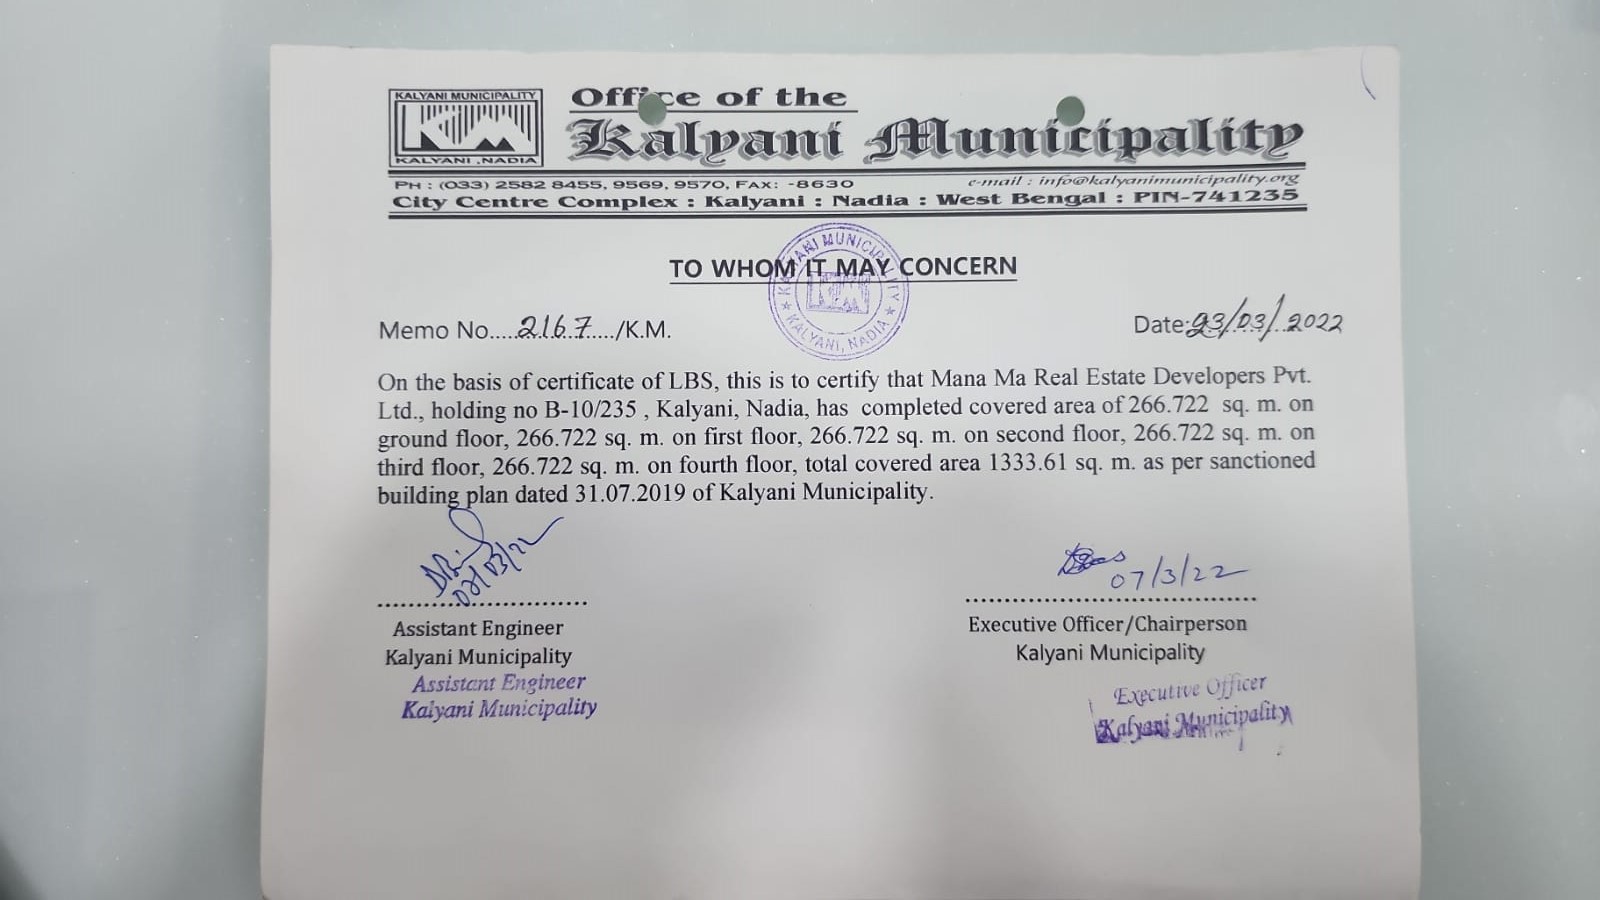 KALYANI MUNICIPALITY
KALYANI , NADIA
Office of the
Kalyani Municipality
PH : (033) 2582 8455, 9569, 9570, FAX: -8630
e-mail : info@kalyanimunicipality.org
City Centre Complex : Kalyani : Nadia : West Bengal : PIN-741235
TO WHOM IT MAY CONCERN
KALYANI MUNICIPALITY
KALYANI, NADIA
Memo No.....2167...../K.M.
Date:23/03/2022
On the basis of certificate of LBS, this is to certify that Mana Ma Real Estate Developers Pvt.
Ltd., holding no B-10/235 , Kalyani, Nadia, has completed covered area of 266.722 sq. m. on
ground floor, 266.722 sq. m. on first floor, 266.722 sq. m. on second floor, 266.722 sq. m. on
third floor, 266.722 sq. m. on fourth floor, total covered area 1333.61 sq. m. as per sanctioned
building plan dated 31.07.2019 of Kalyani Municipality.
07/3/22
Assistant Engineer
Kalyani Municipality
Assistant Engineer
Kalyani Municipality
Executive Officer/Chairperson
Kalyani Municipality
Executive Officer
Kalyani Municipality